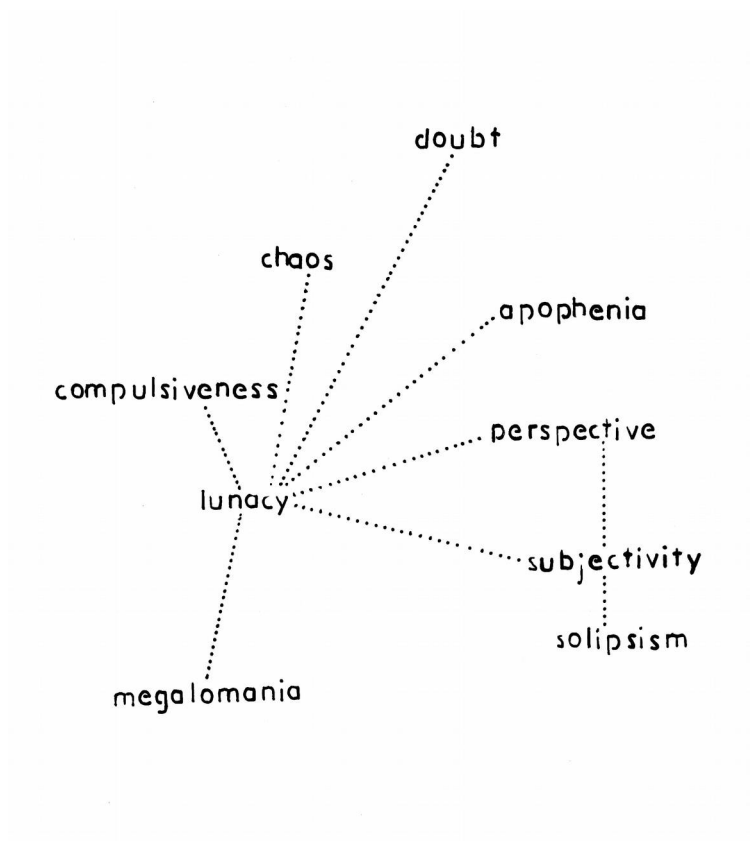 doubt
chaos
apophenia
compulsiveness
perspective
lunacy
subjectivity
solipsism
megalomania